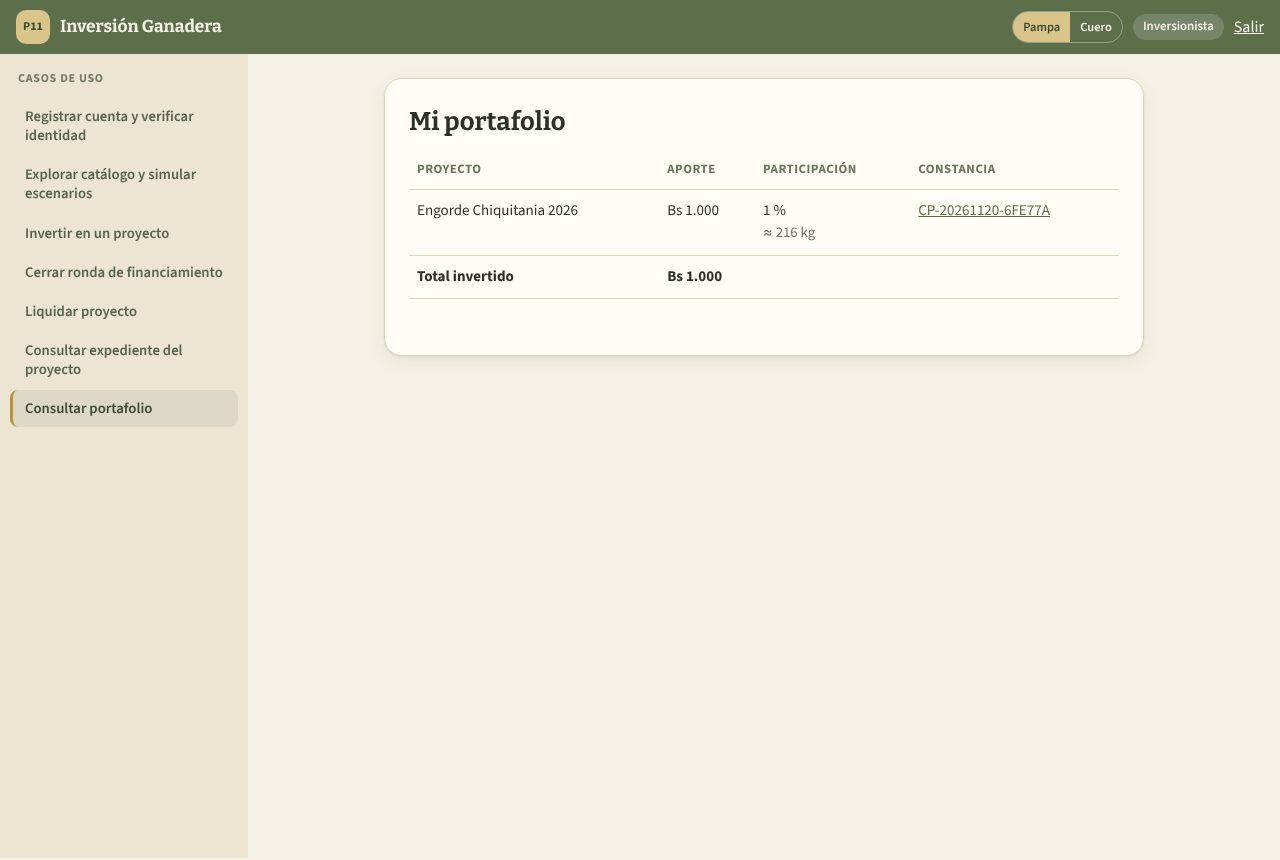 P11 Inversión Ganadera
Pampa Cuero Inversionista Salir
CASOS DE USO
Registrar cuenta y verificar
identidad
Explorar catálogo y simular
escenarios
Invertir en un proyecto
Cerrar ronda de financiamiento
Liquidar proyecto
Consultar expediente del
proyecto
Consultar portafolio
Mi portafolio
PROYECTO APORTE PARTICIPACIÓN CONSTANCIA
Engorde Chiquitania 2026 Bs 1.000 1 % CP-20261120-6FE77A
≈ 216 kg
Total invertido Bs 1.000